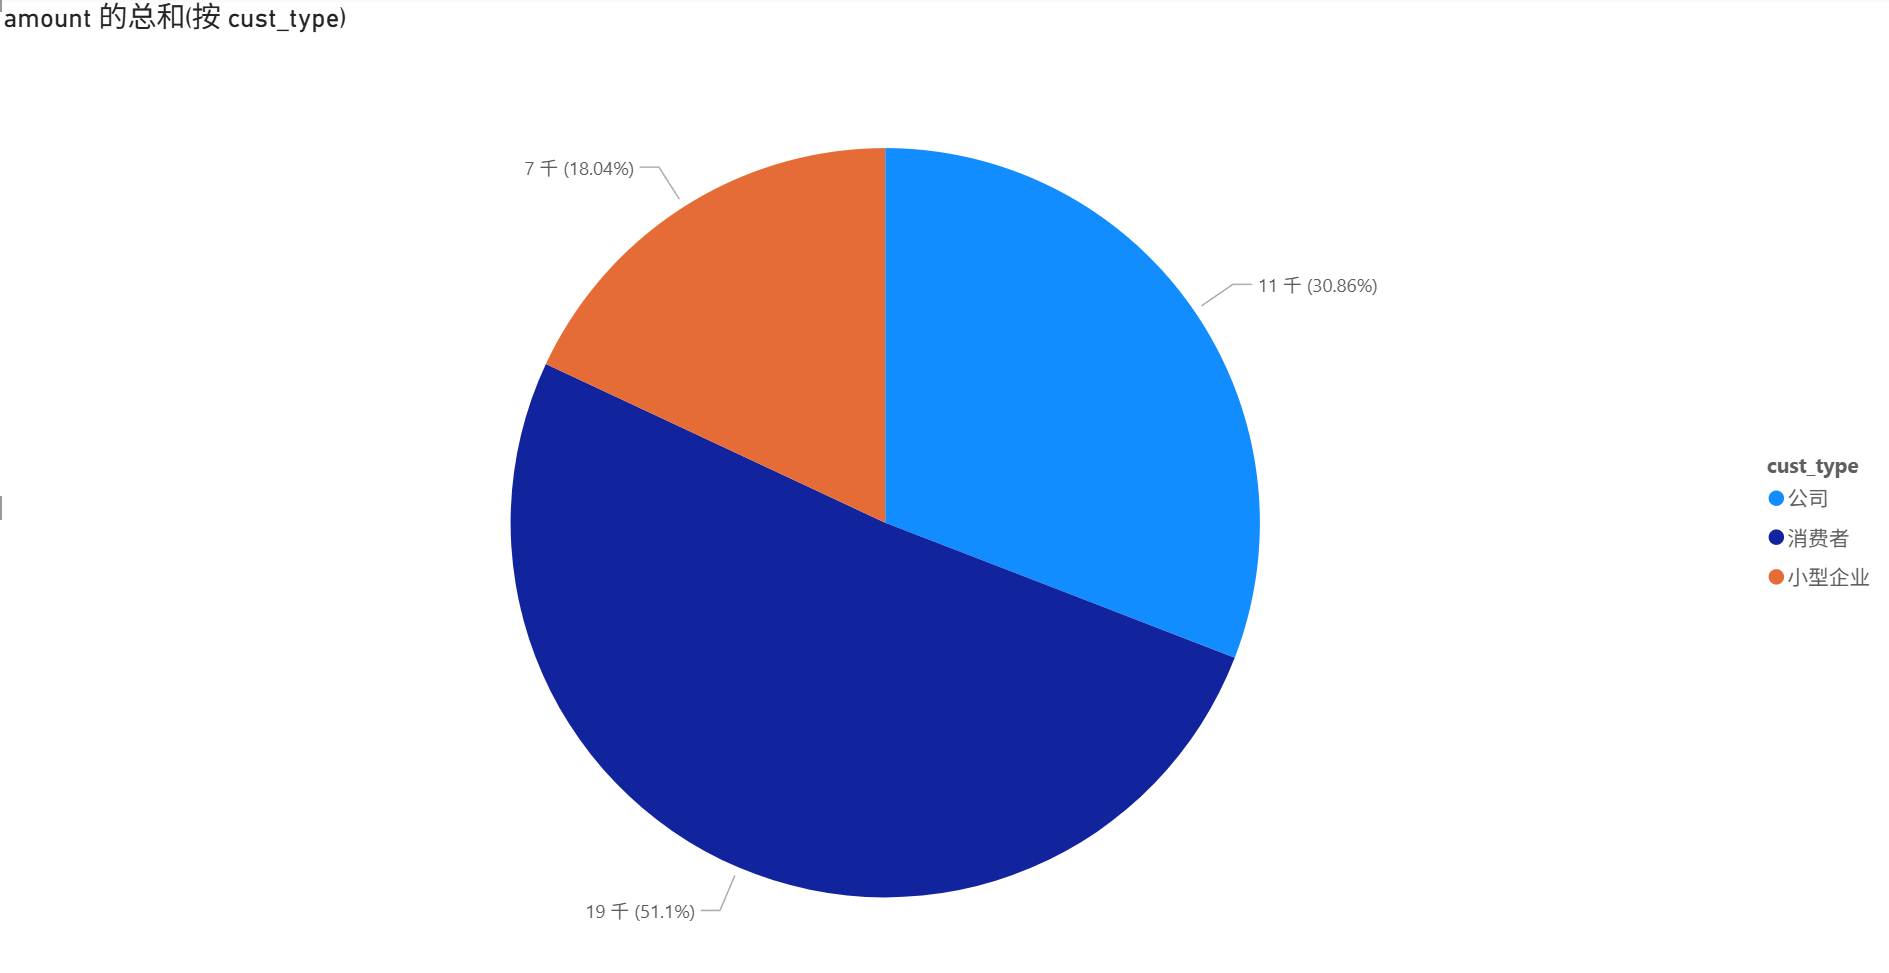 amount 的总和(按 cust_type)
7 千 (18.04%)
11 千 (30.86%)
19 千 (51.1%)
cust_type
公司
消费者
小型企业